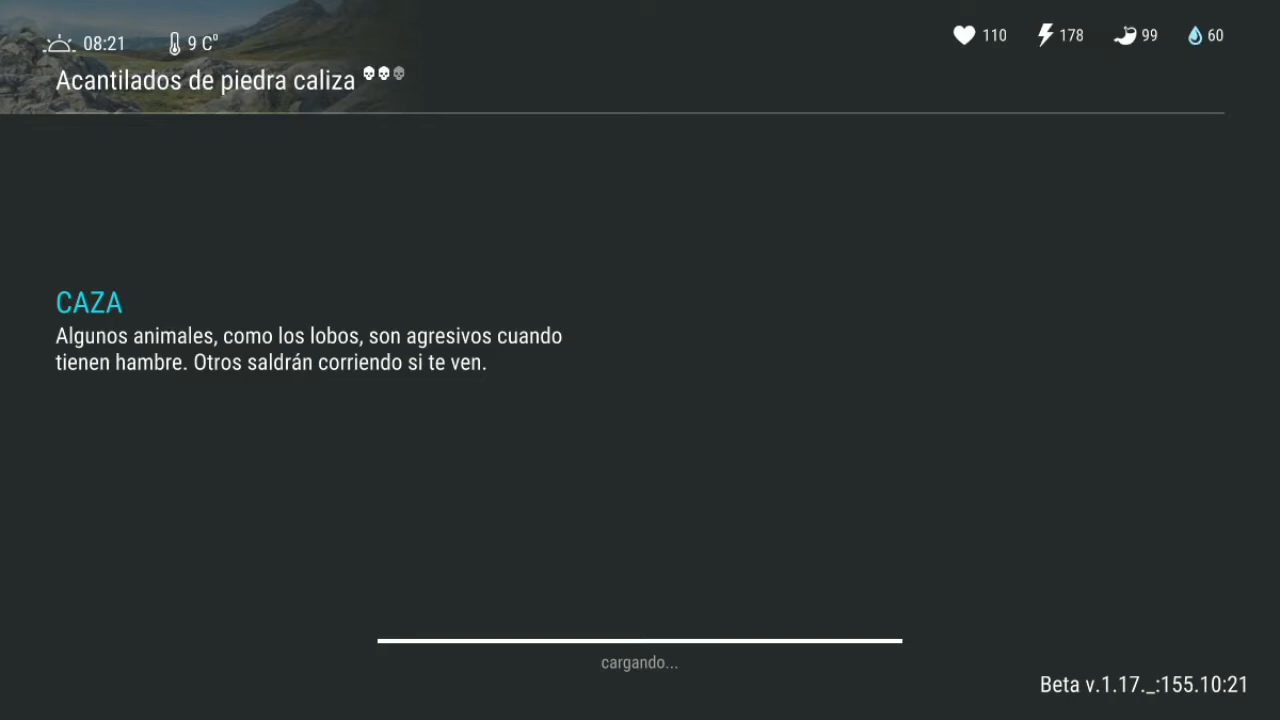 08:21 9 Cº
110 178 99 60
Acantilados de piedra caliza
CAZA
Algunos animales, como los lobos, son agresivos cuando
tienen hambre. Otros saldrán corriendo si te ven.
cargando...
Beta v.1.17._:155.10:21